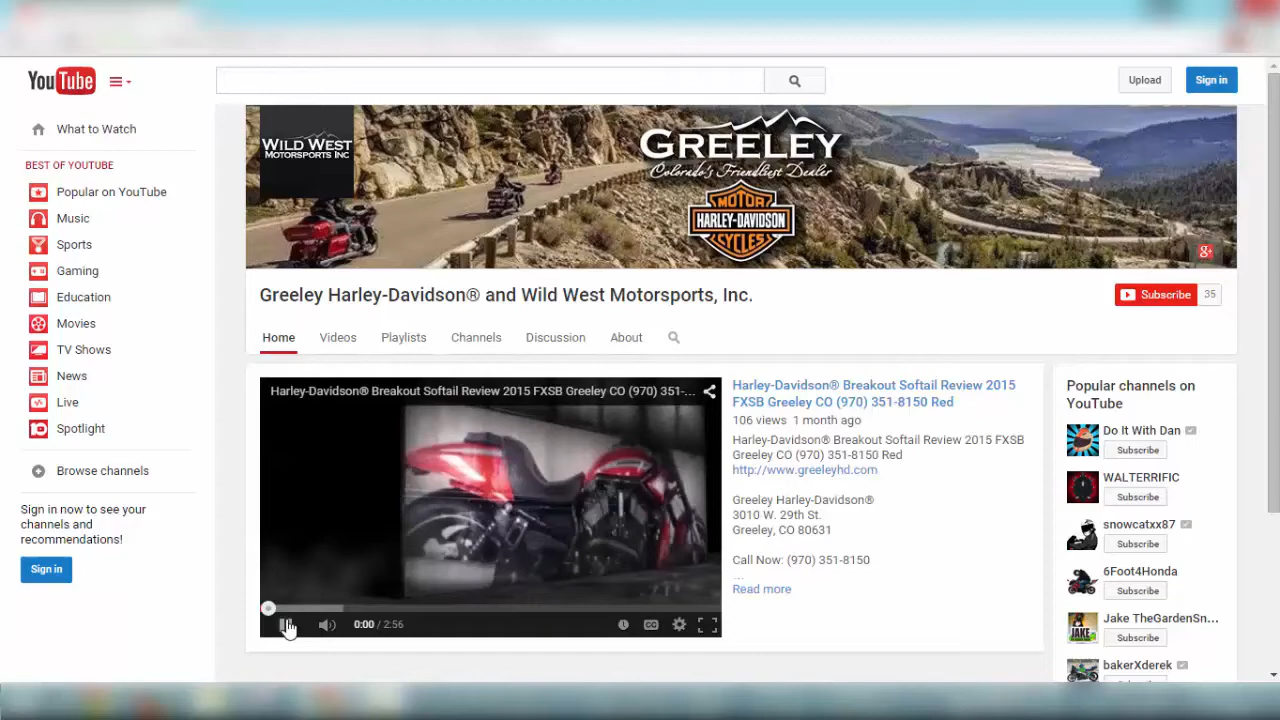 YouTube
Upload
Sign in
What to Watch
BEST OF YOUTUBE
Popular on YouTube
Music
Sports
Gaming
Education
Movies
TV Shows
News
Live
Spotlight
Browse channels
Sign in now to see your
channels and
recommendations!
Sign in
WILD WEST
MOTORSPORTS INC
GREELEY
Colorado's Friendliest Dealer
MOTOR
HARLEY-DAVIDSON
CYCLES
g+
Greeley Harley-Davidson® and Wild West Motorsports, Inc.
Subscribe 35
Home Videos Playlists Channels Discussion About
Harley-Davidson® Breakout Softail Review 2015 FXSB Greeley CO (970) 351-...
0:00 / 2:56
CC
Harley-Davidson® Breakout Softail Review 2015
FXSB Greeley CO (970) 351-8150 Red
106 views 1 month ago
Harley-Davidson® Breakout Softail Review 2015 FXSB
Greeley CO (970) 351-8150 Red
http://www.greeleyhd.com
Greeley Harley-Davidson®
3010 W. 29th St.
Greeley, CO 80631
Call Now: (970) 351-8150
...
Read more
Popular channels on
YouTube
Do It With Dan
Subscribe
WALTERRIFIC
Subscribe
snowcatxx87
Subscribe
6Foot4Honda
Subscribe
Jake TheGardenSn...
Subscribe
JAKE
bakerXderek